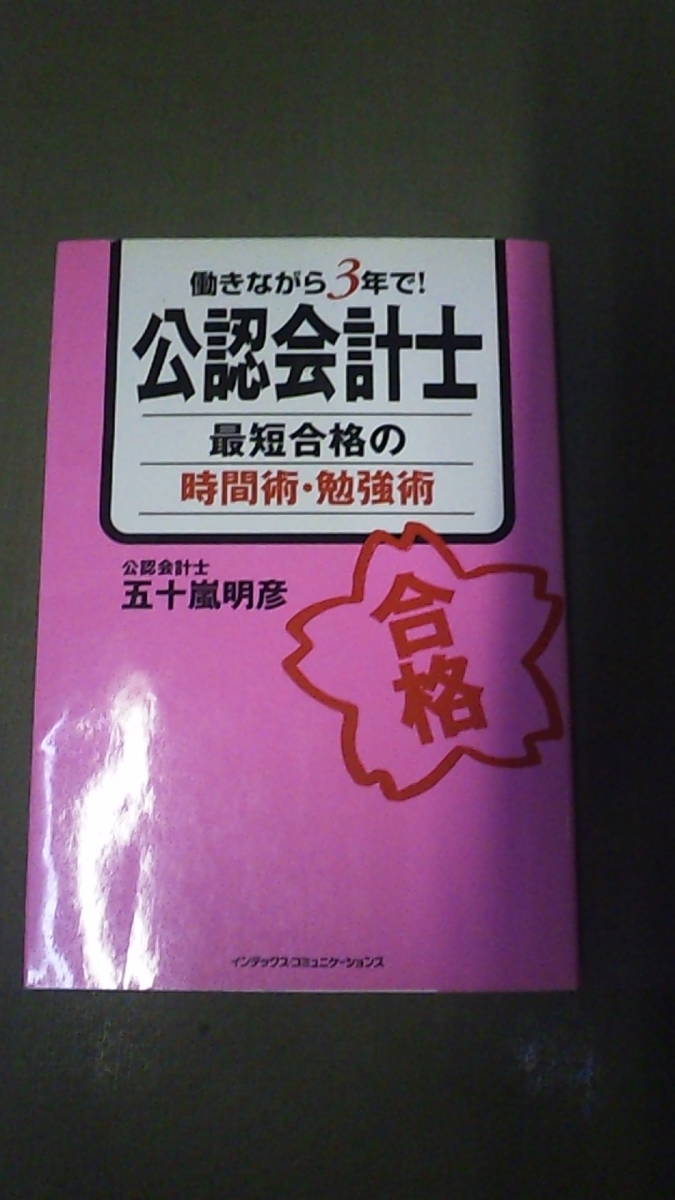 働きながら3年で!
公認会計士
最短合格の
時間術・勉強術
公認会計士
五十嵐明彦
合格
インデックス・コミュニケーションズ